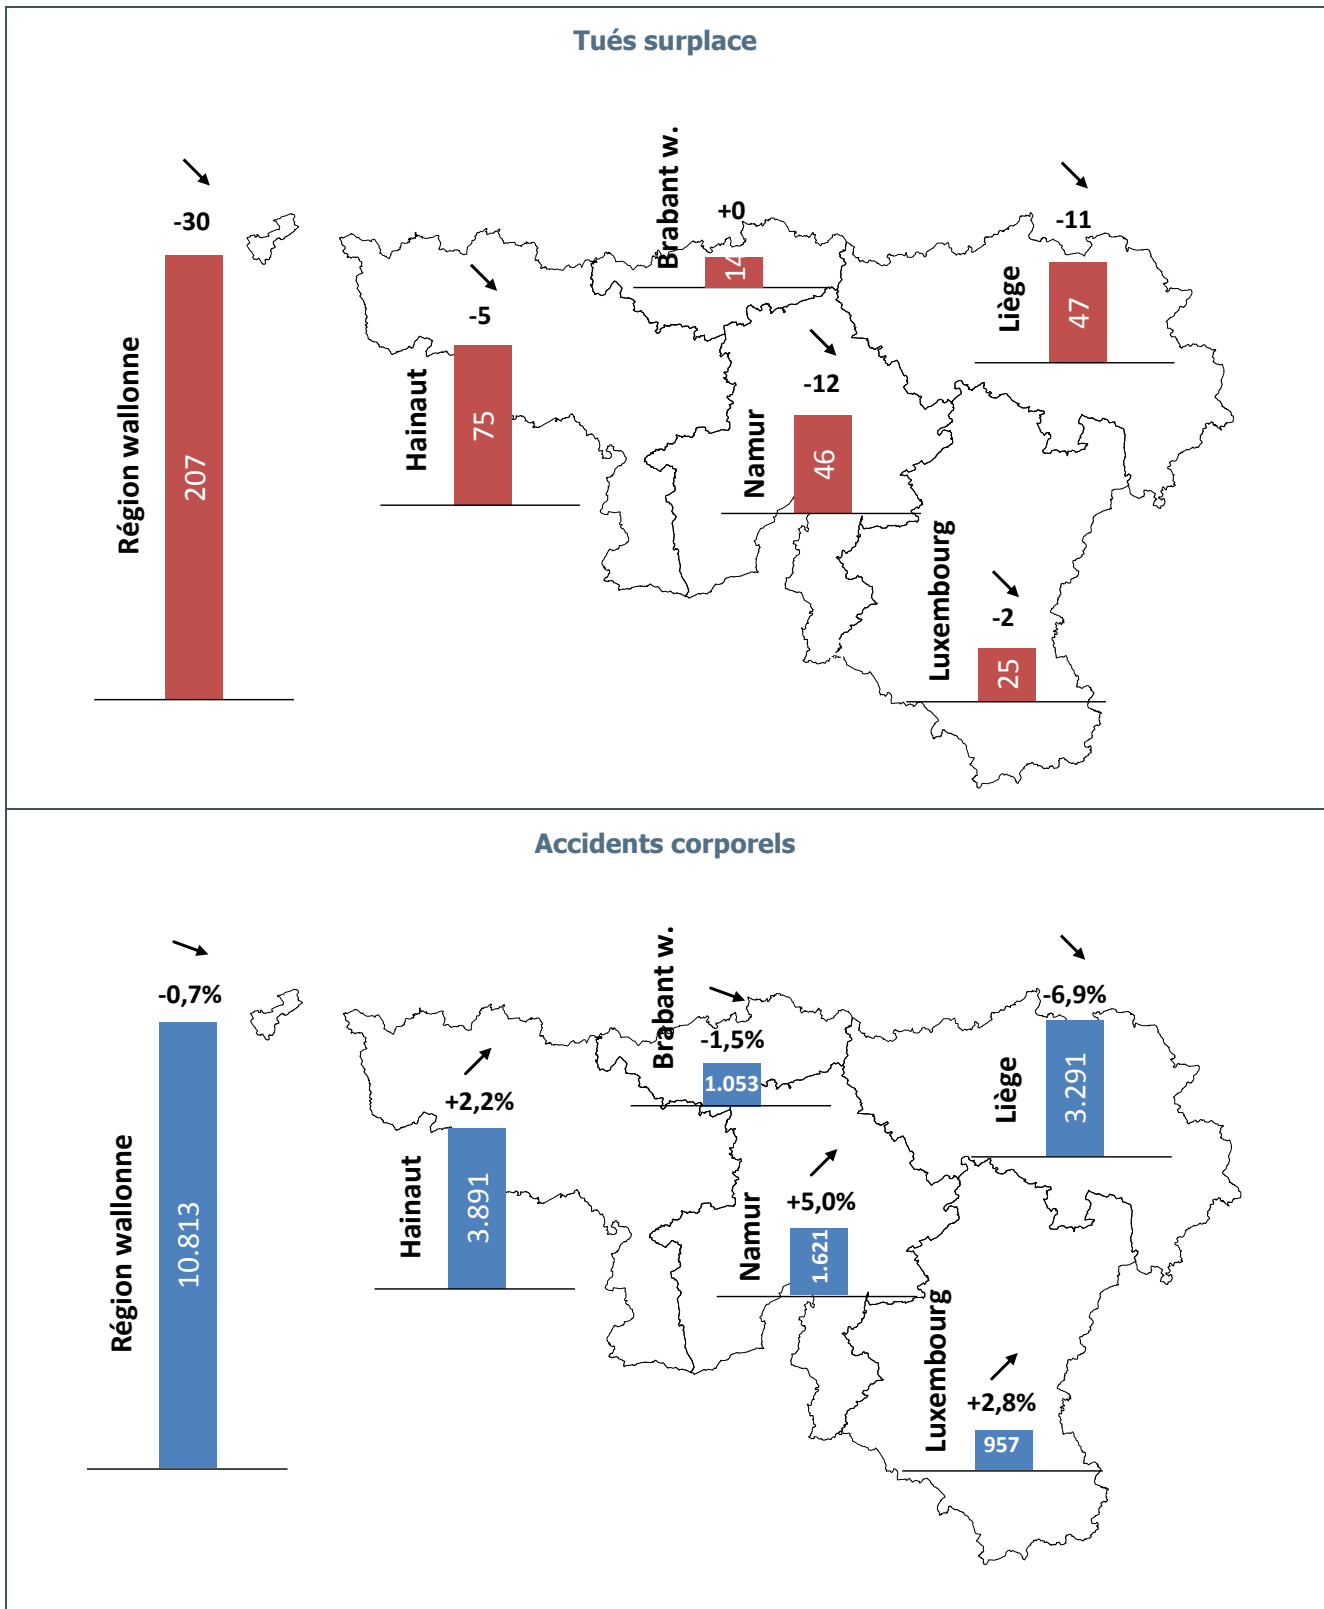 Tués surplace
Région wallonne
-30
207
Hainaut
-5
75
Brabant w.
+0
14
Namur
-12
46
Liège
-11
47
Luxembourg
-2
25
Accidents corporels
Région wallonne
-0,7%
10.813
Hainaut
+2,2%
3.891
Brabant w.
-1,5%
1.053
Namur
+5,0%
1.621
Liège
-6,9%
3.291
Luxembourg
+2,8%
957